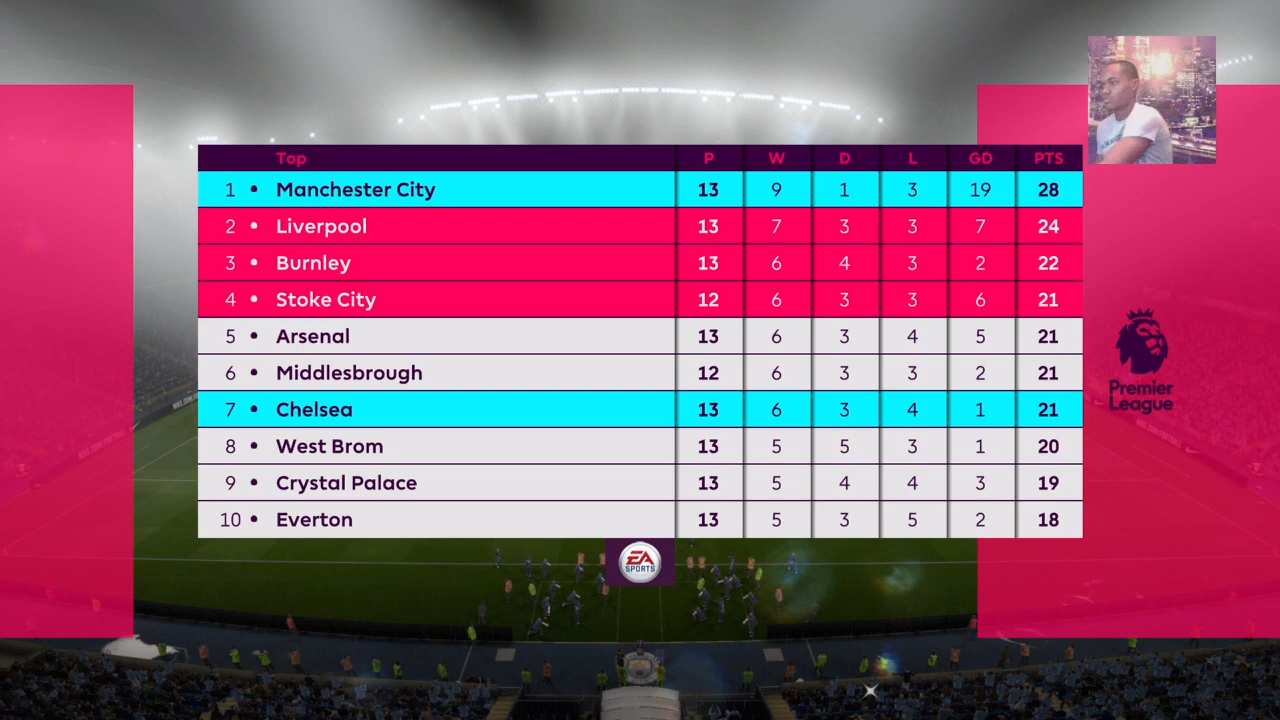 Top P W D L GD PTS
1 • Manchester City 13 9 1 3 19 28
2 • Liverpool 13 7 3 3 7 24
3 • Burnley 13 6 4 3 2 22
4 • Stoke City 12 6 3 3 6 21
5 • Arsenal 13 6 3 4 5 21
6 • Middlesbrough 12 6 3 3 2 21
7 • Chelsea 13 6 3 4 1 21
8 • West Brom 13 5 5 3 1 20
9 • Crystal Palace 13 5 4 4 3 19
10 • Everton 13 5 3 5 2 18
Premier
League
EA
SPORTS